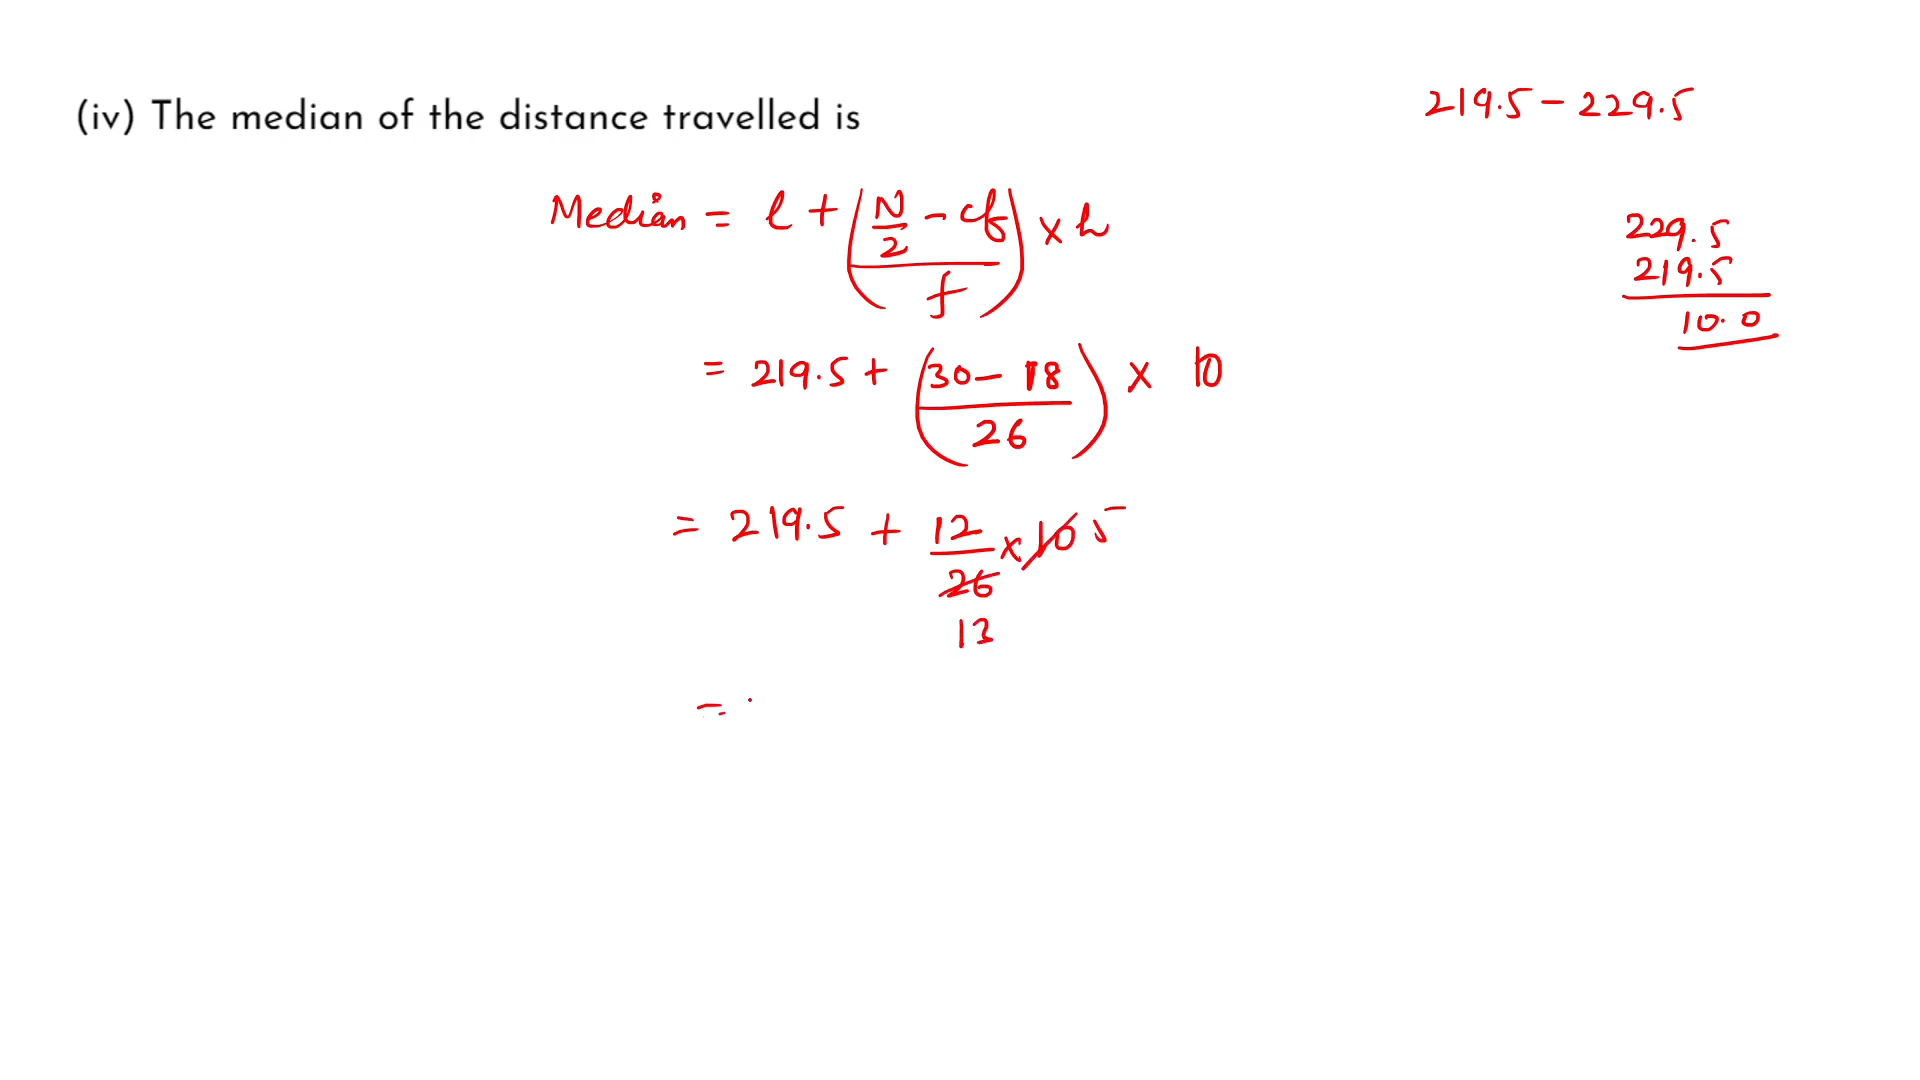 (iv) The median of the distance travelled is
219.5 - 229.5
Median = l + (N/2 - cf / f) x h
229.5
219.5
10.0
= 219.5 + (30 - 18 / 26) x 10
= 219.5 + 12/26 x 10 5
13
=